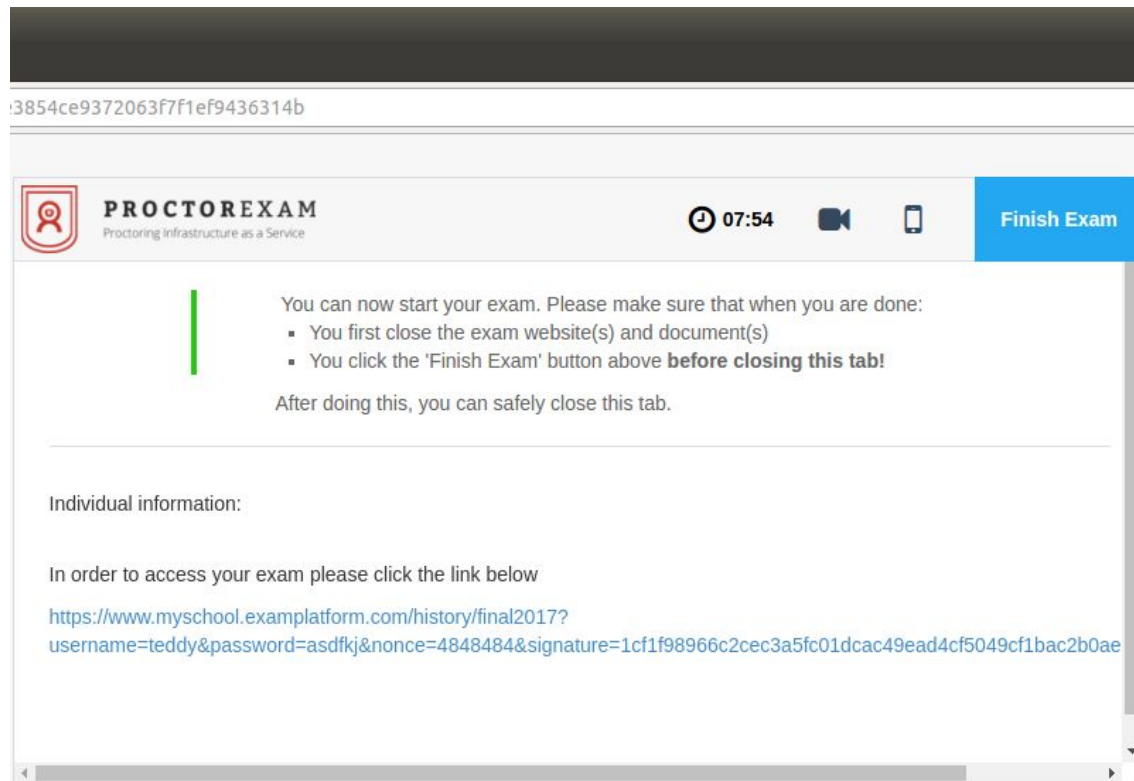 3854ce9372063f7f1ef9436314b
PROCTOREXAM
Proctoring Infrastructure as a Service
07:54
Finish Exam
You can now start your exam. Please make sure that when you are done:
You first close the exam website(s) and document(s)
You click the 'Finish Exam' button above before closing this tab!
After doing this, you can safely close this tab.
Individual information:
In order to access your exam please click the link below
https://www.myschool.examplatform.com/history/final2017?
username=teddy&password=asdfkj&nonce=4848484&signature=1cf1f98966c2cec3a5fc01dcac49ead4cf5049cf1bac2b0ae